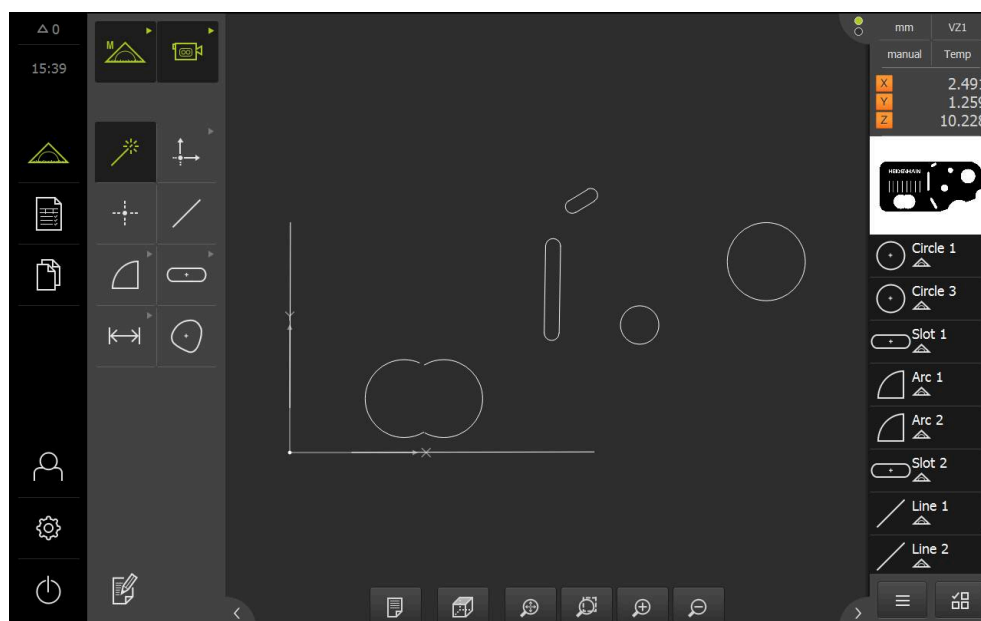 0
15:39
M
mm VZ1
manual Temp
X 2.491
Y 1.259
Z 10.228
HEIDENHAIN
Circle 1
Circle 3
Slot 1
Arc 1
Arc 2
Slot 2
Line 1
Line 2
Y
X